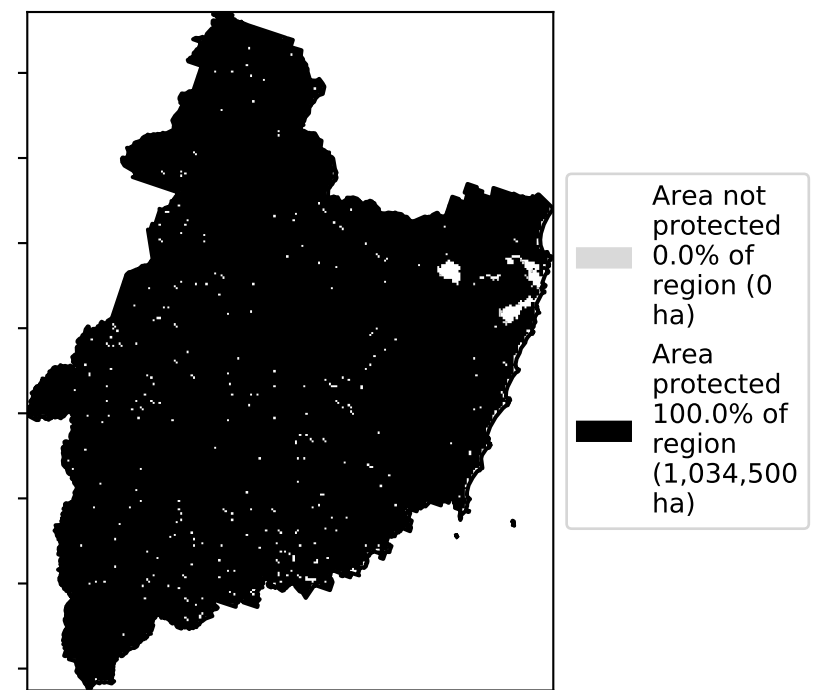 Area not
protected
0.0% of
region (0
ha)
Area
protected
100.0% of
region
(1,034,500
ha)